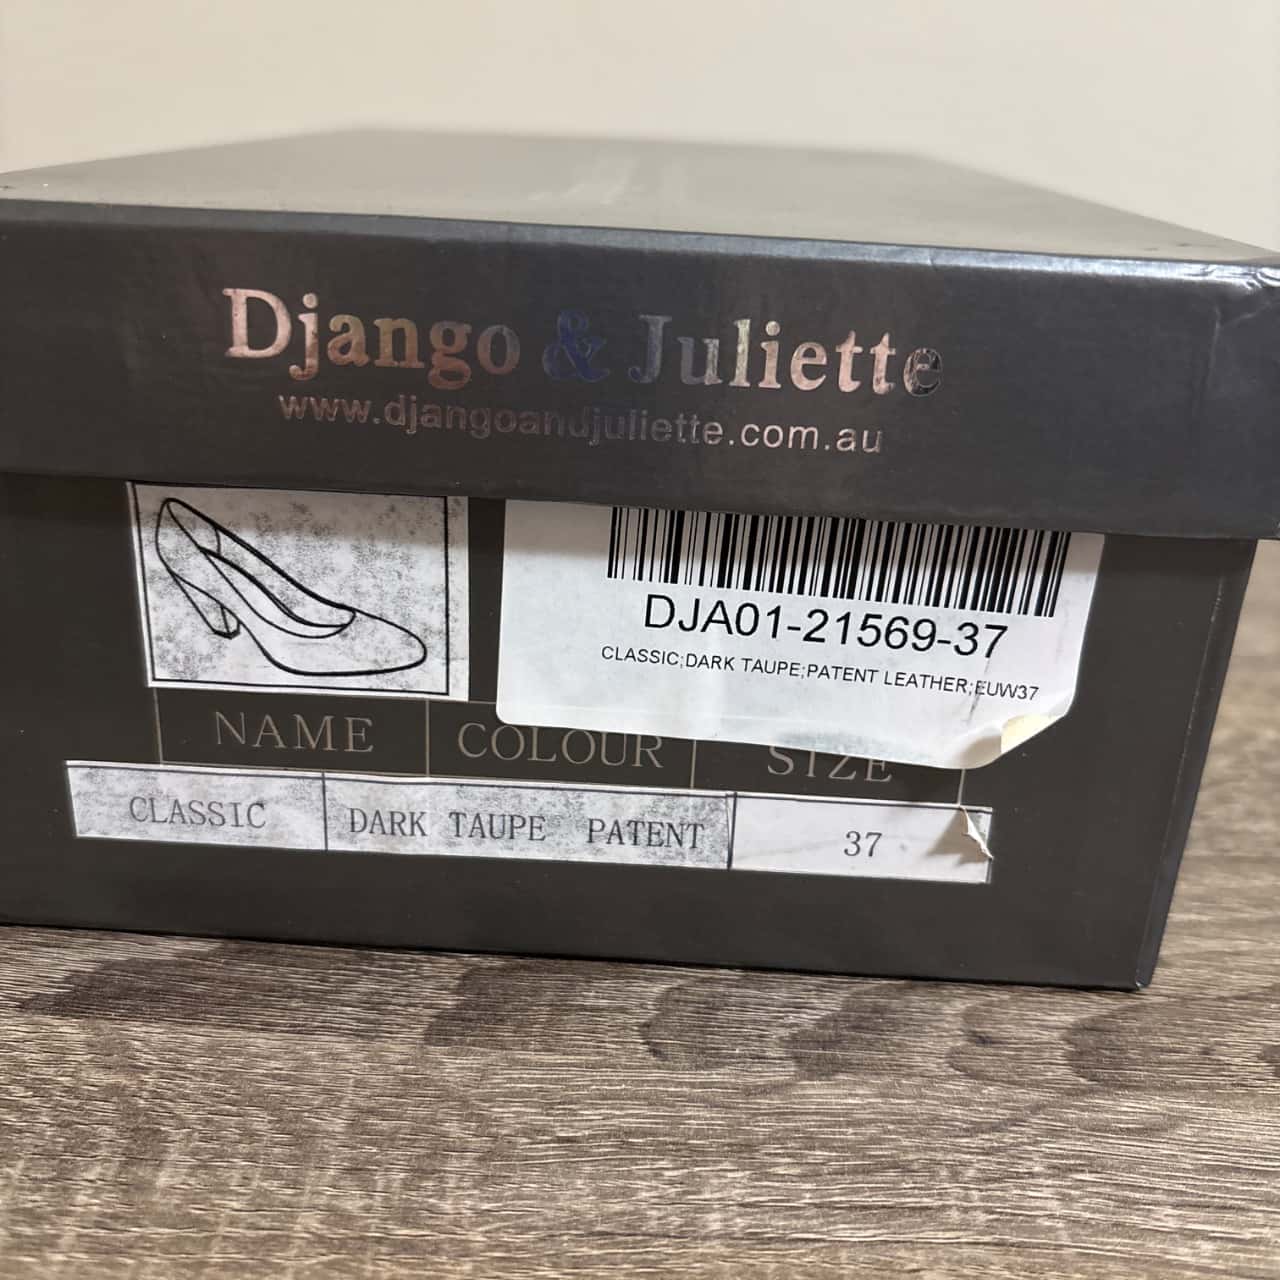 Django & Juliette
www.djangoandjuliette.com.au
DJA01-21569-37
CLASSIC;DARK TAUPE;PATENT LEATHER;EUW37
NAME COLOUR SIZE
CLASSIC DARK TAUPE PATENT 37